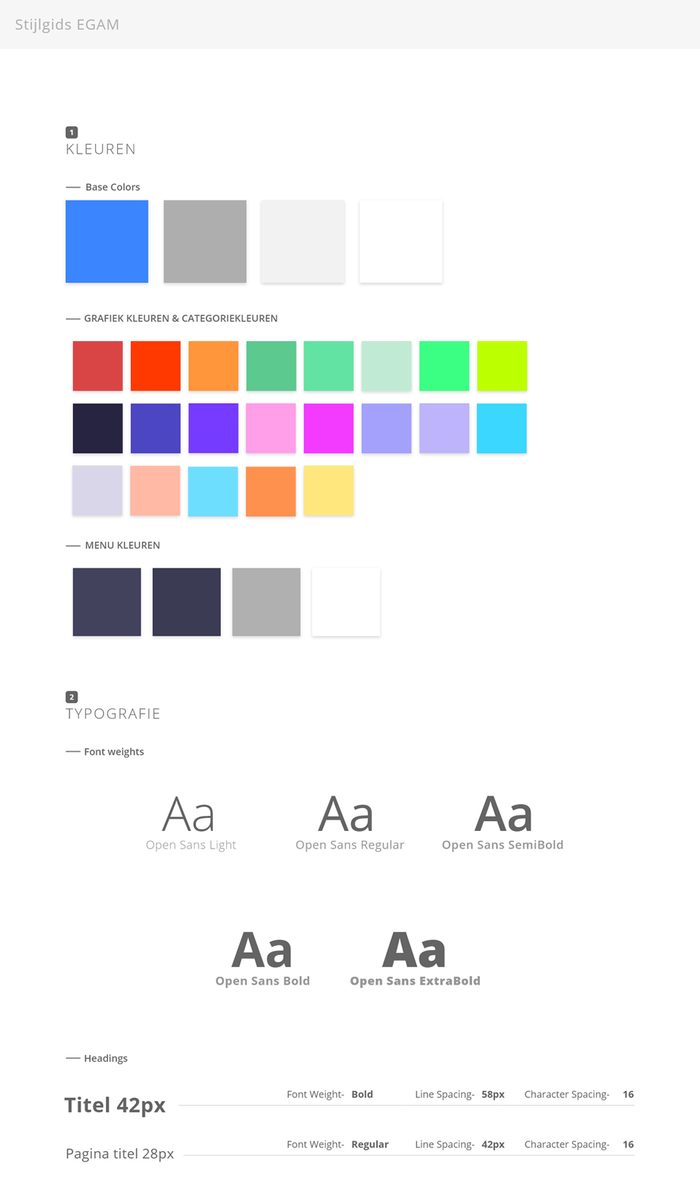 Stijlgids EGAM
1
KLEUREN
Base Colors
GRAFIEK KLEUREN & CATEGORIEKLEUREN
MENU KLEUREN
2
TYPOGRAFIE
Font weights
Aa Aa Aa
Open Sans Light Open Sans Regular Open Sans SemiBold
Aa Aa
Open Sans Bold Open Sans ExtraBold
Headings
Titel 42px Font Weight- Bold Line Spacing- 58px Character Spacing- 16
Pagina titel 28px Font Weight- Regular Line Spacing- 42px Character Spacing- 16